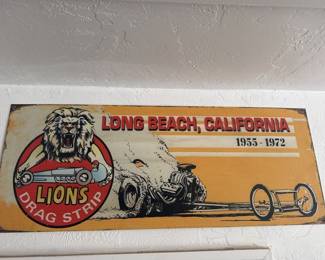 LONG BEACH, CALIFORNIA
1955 - 1972
LIONS
DRAG STRIP